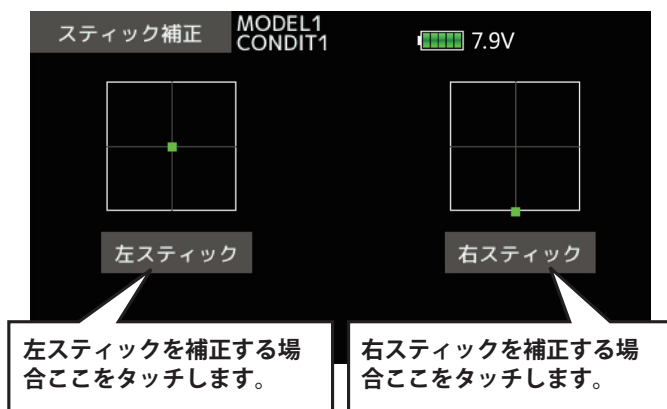 スティック補正
MODEL1
CONDIT1
7.9V
左スティック
右スティック
左スティックを補正する場
合ここをタッチします。
右スティックを補正する場
合ここをタッチします。